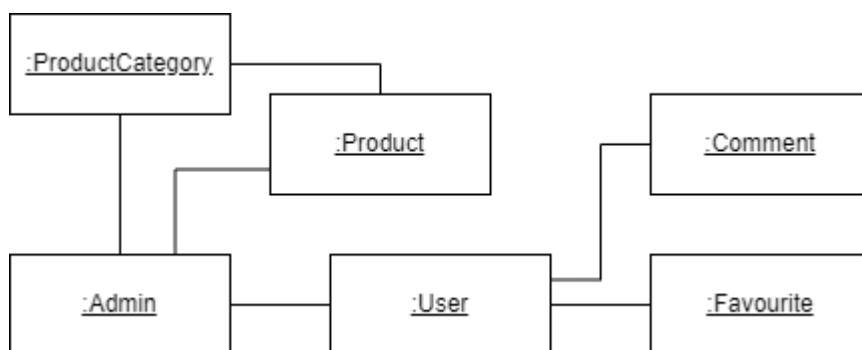 :ProductCategory
:Product
:Comment
:Admin
:User
:Favourite